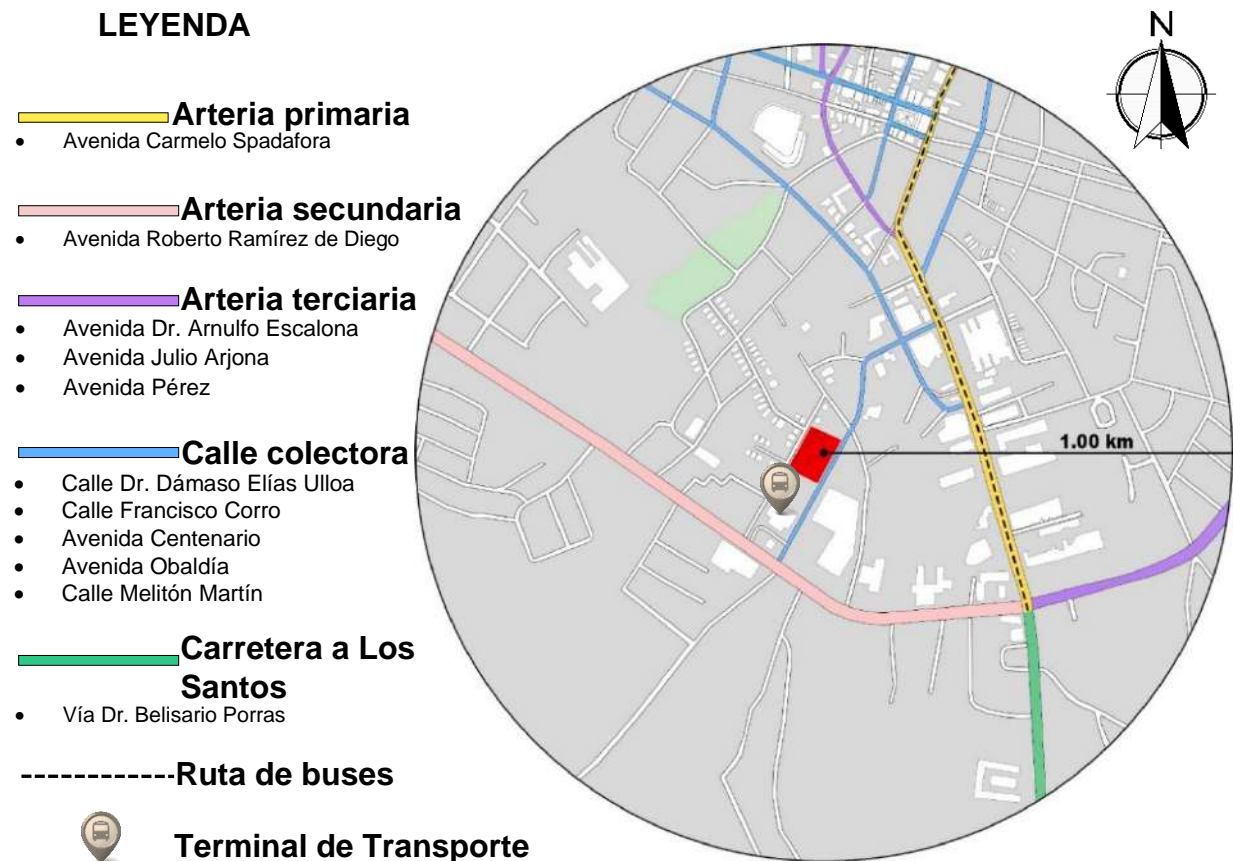 LEYENDA
N
Arteria primaria
• Avenida Carmelo Spadafora
Arteria secundaria
• Avenida Roberto Ramírez de Diego
Arteria terciaria
• Avenida Dr. Arnulfo Escalona
• Avenida Julio Arjona
• Avenida Pérez
Calle colectora
• Calle Dr. Dámaso Elías Ulloa
• Calle Francisco Corro
• Avenida Centenario
• Avenida Obaldía
• Calle Melitón Martín
Carretera a Los
Santos
• Vía Dr. Belisario Porras
Ruta de buses
Terminal de Transporte
1.00 km